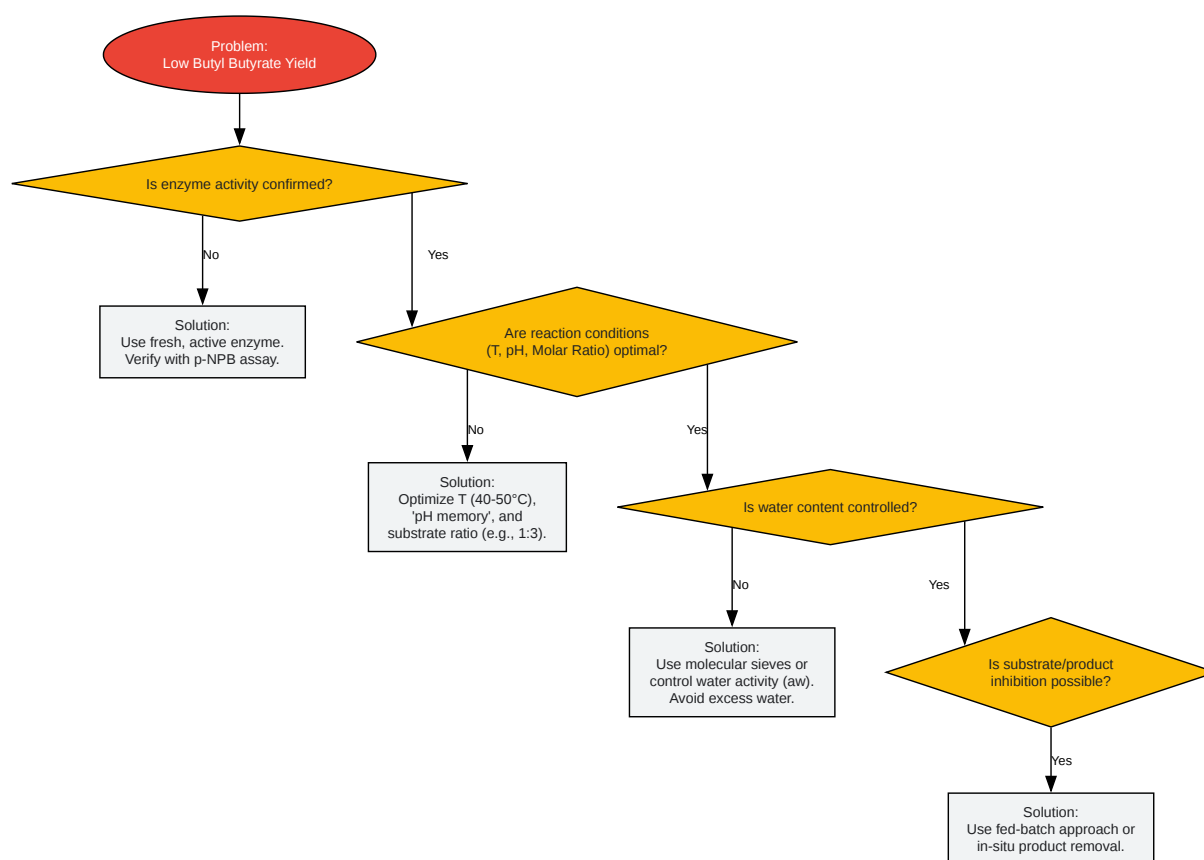 Problem:
Low Butyl Butyrate Yield
Is enzyme activity confirmed?
No
Yes
Solution:
Use fresh, active enzyme.
Verify with p-NPB assay.
Are reaction conditions
(T, pH, Molar Ratio) optimal?
No
Yes
Solution:
Optimize T (40-50°C),
'pH memory', and
substrate ratio (e.g., 1:3).
Is water content controlled?
No
Yes
Solution:
Use molecular sieves or
control water activity (aw).
Avoid excess water.
Is substrate/product
inhibition possible?
Yes
Solution:
Use fed-batch approach or
in-situ product removal.